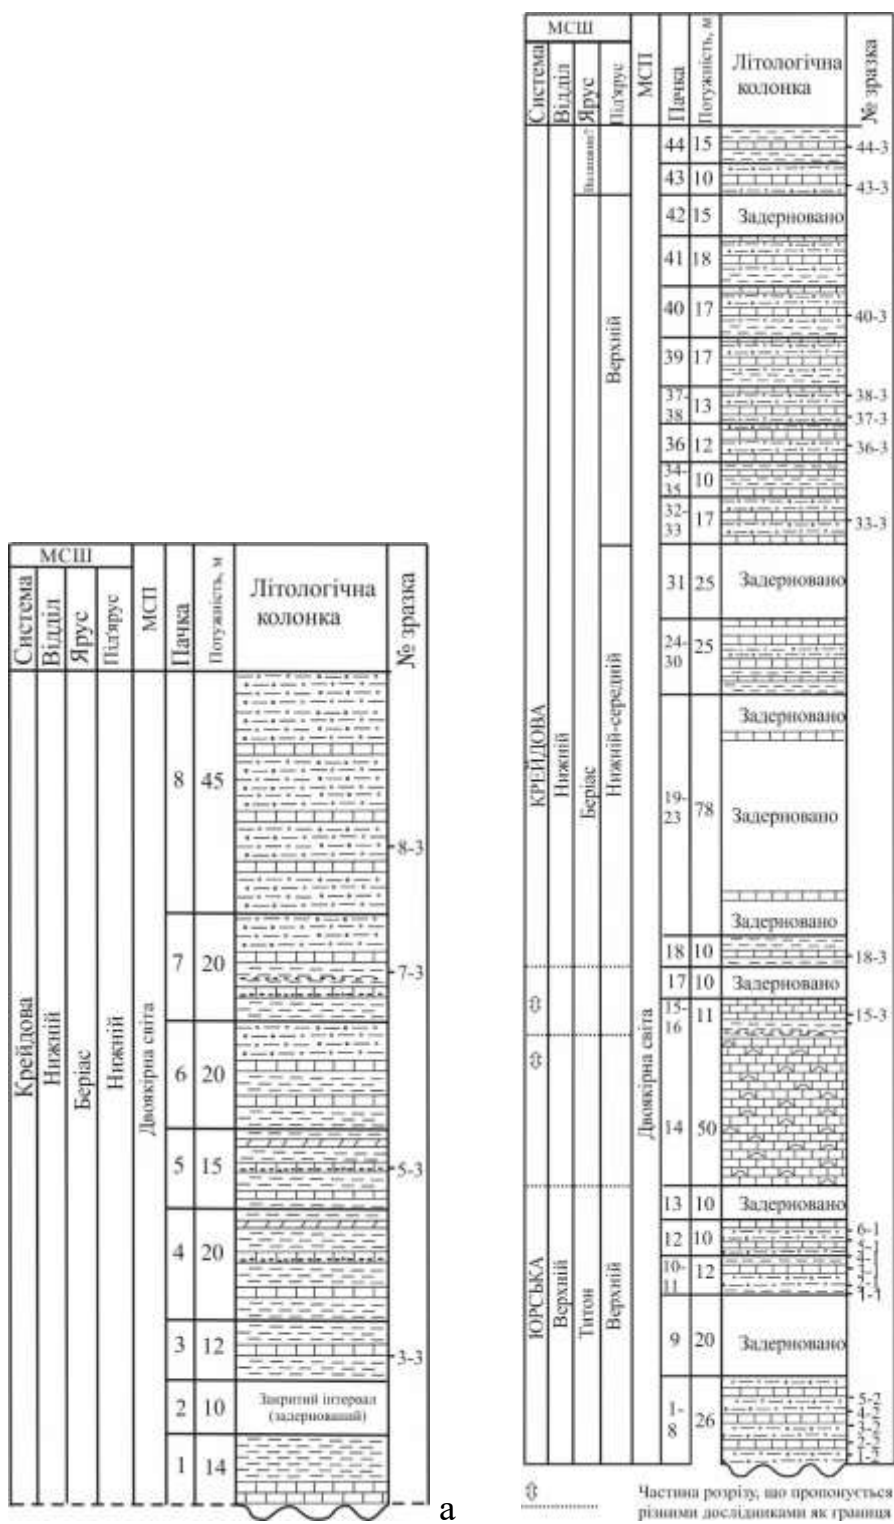 МСШ
Система
Відділ
Ярус
Під'ярус
МСП
Пачка
Потужність, м
Літологічна
колонка
№ зразка
Крейдова
Нижній
Беріас
Нижній
Двоякірна світа
8 45
8-3
7 20
7-3
6 20
5 15
5-3
4 20
3 12
3-3
2 10
Закритий інтервал
(задернований)
1 14
а
МСШ
Система
Відділ
Ярус
Під'ярус
МСП
Пачка
Потужність, м
Літологічна
колонка
№ зразка
КРЕЙДОВА
Нижній
Беріас
Верхній
Нижній-середній
Двоякірна світа
ЮРСЬКА
Верхній
Титон
Верхній
44 15
44-3
43 10
43-3
42 15 Задерновано
41 18
40 17
40-3
39 17
37-
38 13
38-3
37-3
36 12
36-3
34-
35 10
32-
33 17
33-3
31 25 Задерновано
24-
30 25
Задерновано
19-
23 78 Задерновано
Задерновано
18 10
18-3
17 10 Задерновано
15-
16 11
15-3
14 50
13 10 Задерновано
12 10
6-1
10-
11 12
1-1
9 20 Задерновано
1-
8 26
Частина розрізу, що пропонується
різними дослідниками як границя